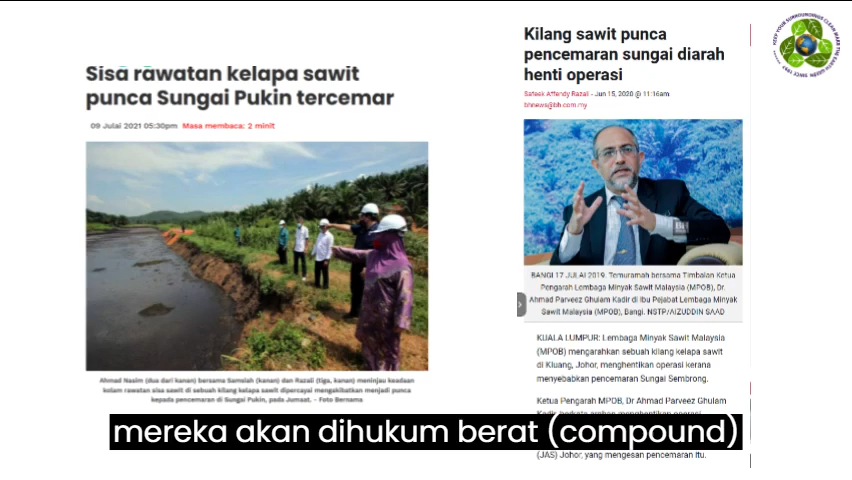 Sisa rawatan kelapa sawit
punca Sungai Pukin tercemar
09 Julai 2021 05:30pm Masa membaca: 2 minit
Ahmad Nasim (dua dari kanan) bersama Samsiah (kanan) dan Razali (tiga, kanan) meninjau keadaan
kolam rawatan sisa sawit di sebuah kilang kelapa sawit dipercayai mengakibatkan menjadi punca
kepada pencemaran di Sungai Pukin, pada Jumaat. - Foto Bernama
Kilang sawit punca
pencemaran sungai diarah
henti operasi
Sateek Affendy Razali - Jun 15, 2020 @ 11:16am
bhnews@bh.com.my
BANGI 17 JULAI 2019. Temuramah bersama Timbalan Ketua
Pengarah Lembaga Minyak Sawit Malaysia (MPOB), Dr.
Ahmad Parveez Ghulam Kadir di Ibu Pejabat Lembaga Minyak
Sawit Malaysia (MPOB), Bangi. NSTP/AIZUDDIN SAAD
KUALA LUMPUR: Lembaga Minyak Sawit Malaysia
(MPOB) mengarahkan sebuah kilang kelapa sawit
di Kluang, Johor, menghentikan operasi kerana
menyebabkan pencemaran Sungai Sembrong.
Ketua Pengarah MPOB, Dr Ahmad Parveez Ghulam
mereka akan dihukum berat (compound)
(JAS) Johor, yang mengesan pencemaran itu.